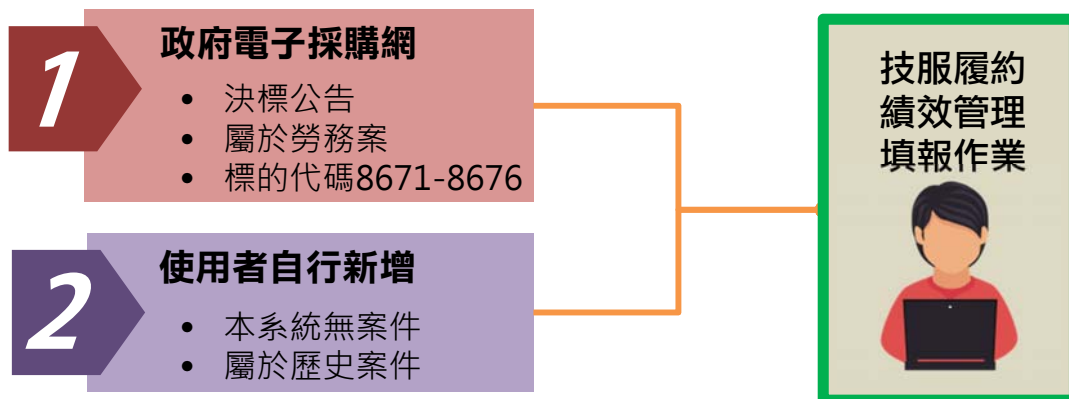 1
政府電子採購網
• 決標公告
• 屬於勞務案
• 標的代碼8671-8676
2
使用者自行新增
• 本系統無案件
• 屬於歷史案件
技服履約
績效管理
填報作業